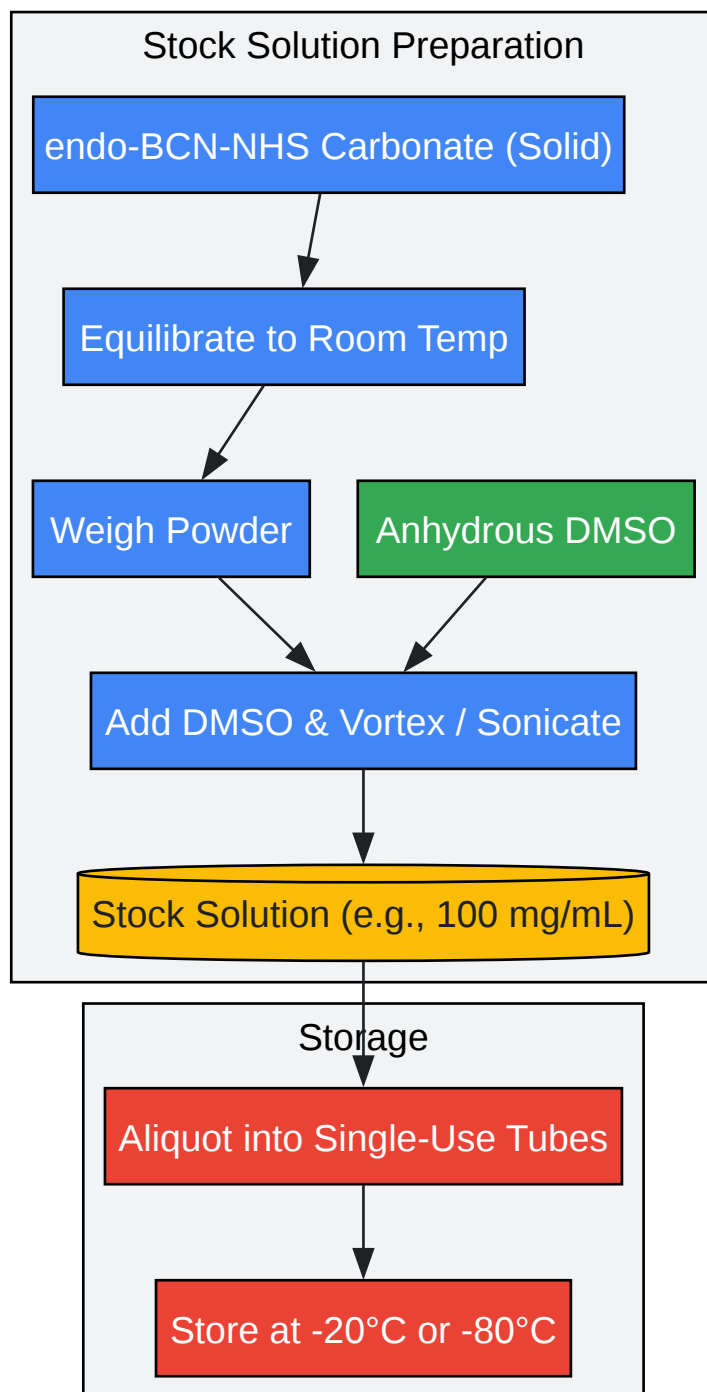 Stock Solution Preparation
endo-BCN-NHS Carbonate (Solid)
Equilibrate to Room Temp
Weigh Powder
Anhydrous DMSO
Add DMSO & Vortex / Sonicate
Stock Solution (e.g., 100 mg/mL)
Storage
Aliquot into Single-Use Tubes
Store at -20°C or -80°C